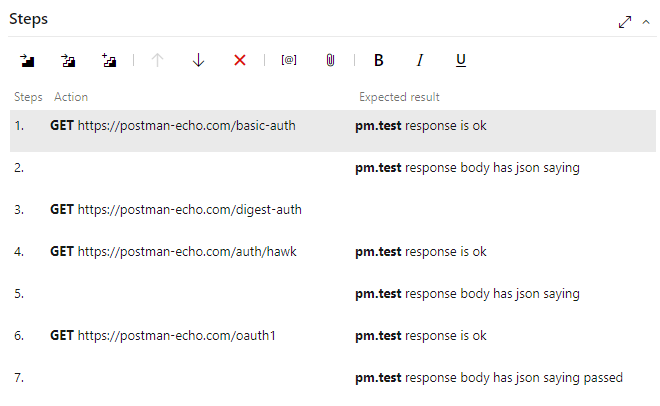 Steps
[@] B I U
Steps Action Expected result
1. GET https://postman-echo.com/basic-auth pm.test response is ok
2. pm.test response body has json saying
3. GET https://postman-echo.com/digest-auth
4. GET https://postman-echo.com/auth/hawk pm.test response is ok
5. pm.test response body has json saying
6. GET https://postman-echo.com/oauth1 pm.test response is ok
7. pm.test response body has json saying passed